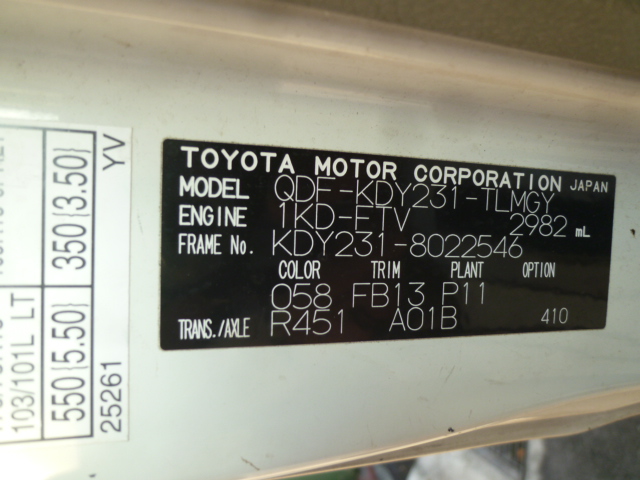 TOYOTA MOTOR CORPORATION JAPAN
MODEL QDF-KDY231-TLMGY
ENGINE 1KD-FTV 2982 mL
FRAME No. KDY231-8022546
COLOR TRIM PLANT OPTION
058 FB13 P11
TRANS./AXLE R451 A01B 410
103/101L LT
550{5.50} 350{3.50}
25261 YV